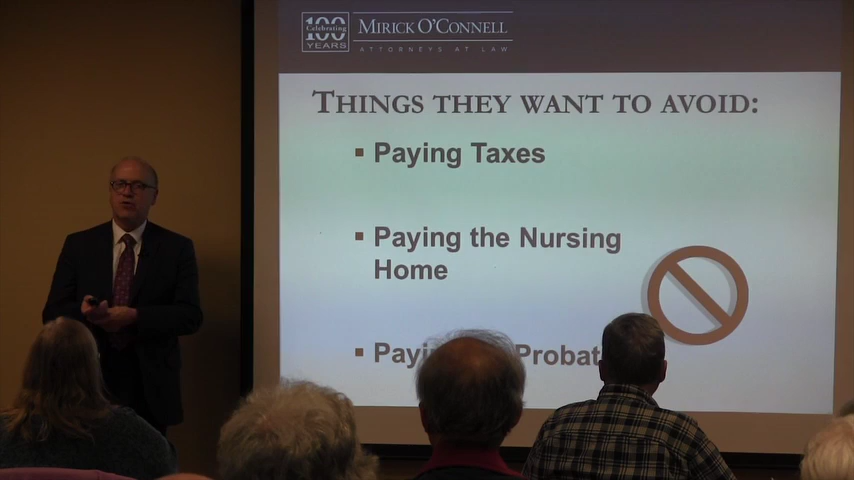 Celebrating
100
YEARS
MIRICK O'CONNELL
ATTORNEYS AT LAW
THINGS THEY WANT TO AVOID:
Paying Taxes
Paying the Nursing
Home